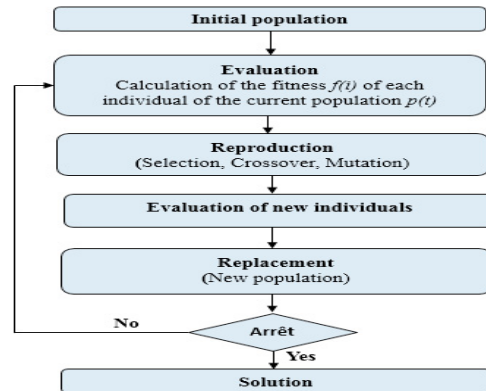 Initial population
Evaluation
Calculation of the fitness f(i) of each
individual of the current population p(t)
Reproduction
(Selection, Crossover, Mutation)
Evaluation of new individuals
Replacement
(New population)
No
Arrêt
Yes
Solution